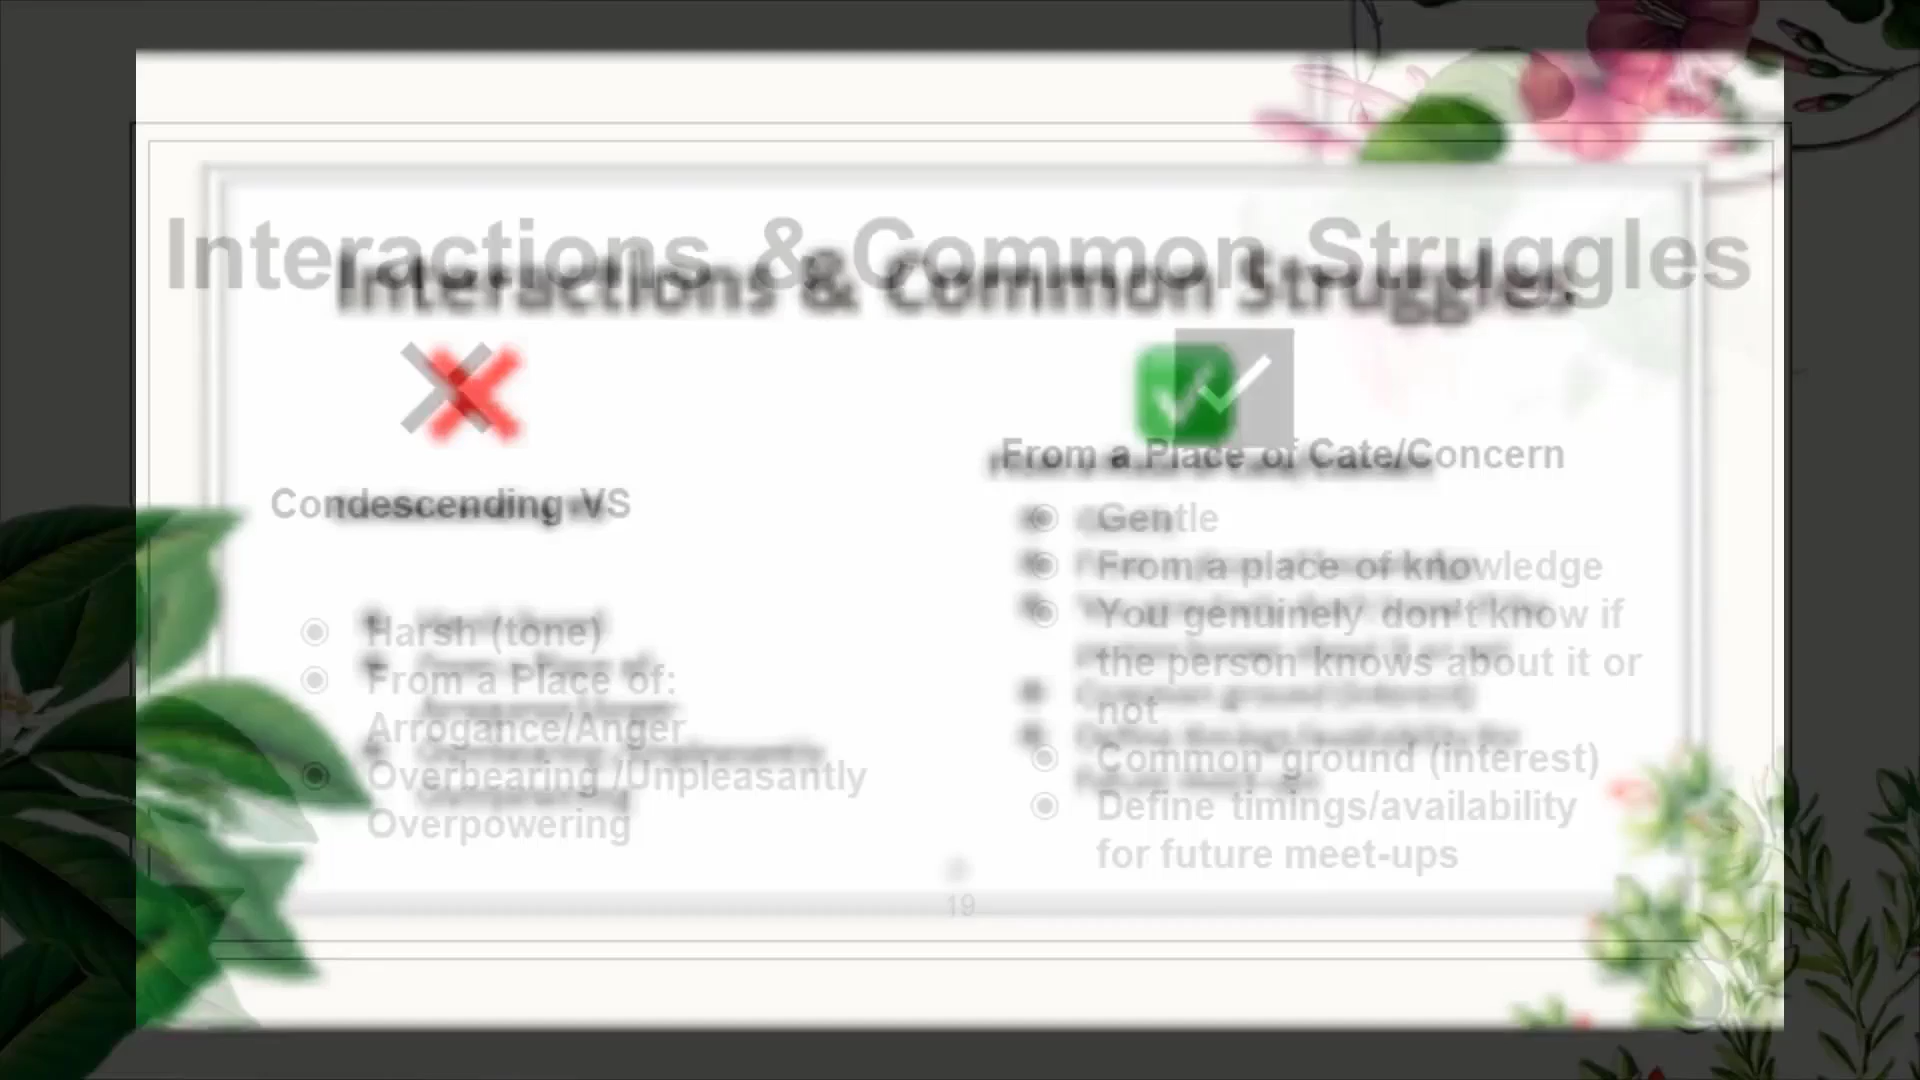 Interactions & Common Struggles
Condescending VS
Harsh (tone)
From a Place of:
Arrogance/Anger
Overbearing /Unpleasantly
Overpowering
From a Place of Cate/Concern
Gentle
From a place of knowledge
You genuinely don't know if
the person knows about it or
not
Common ground (interest)
Define timings/availability
for future meet-ups
19